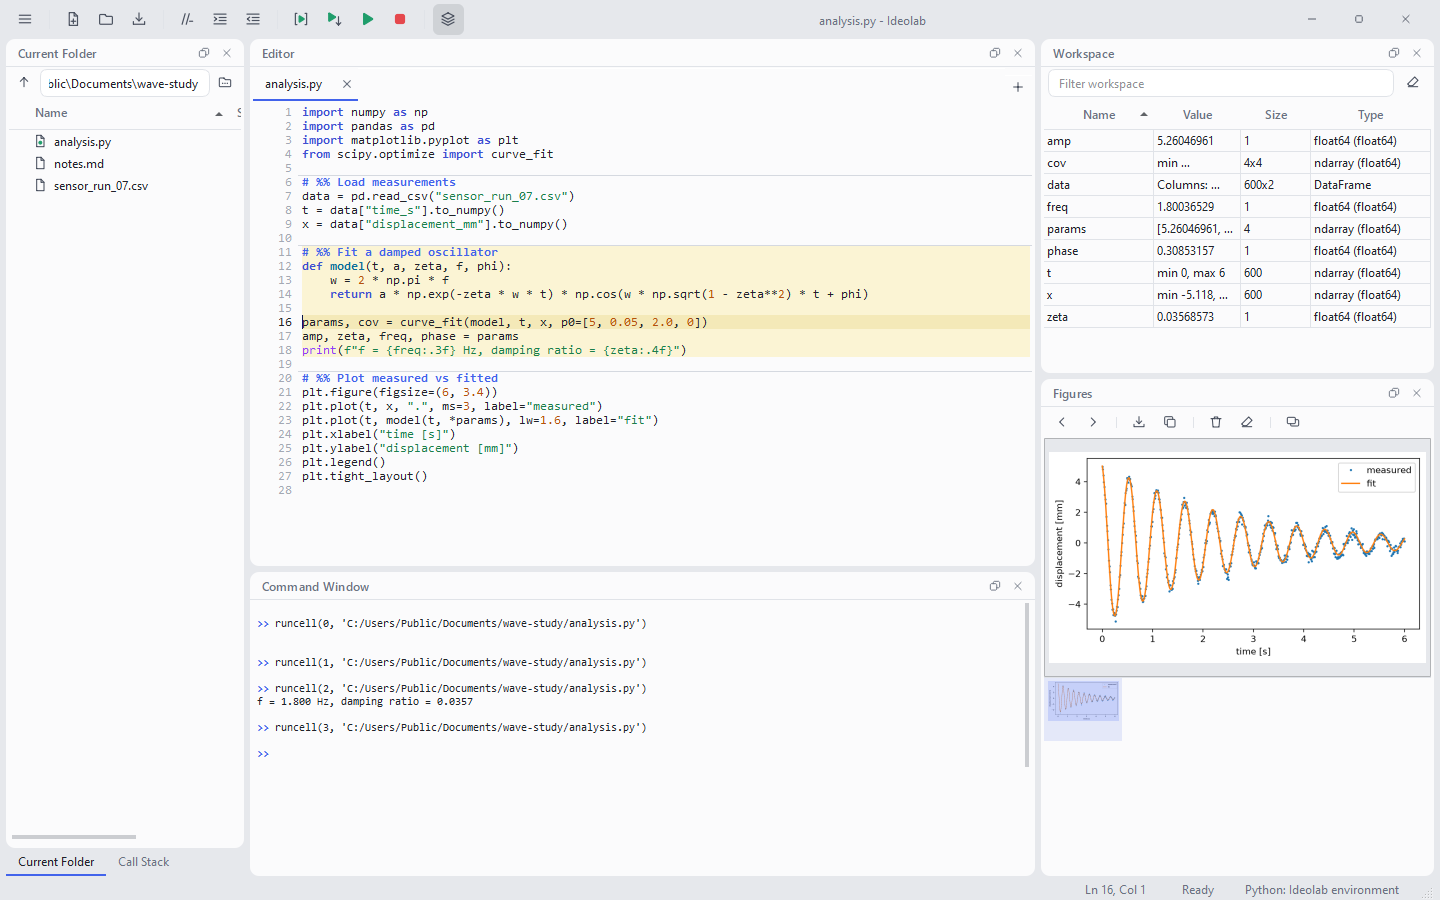 analysis.py - Ideolab
Current Folder
blic\Documents\wave-study
Name
analysis.py
notes.md
sensor_run_07.csv
Current Folder
Call Stack
Editor
analysis.py
1 import numpy as np
2 import pandas as pd
3 import matplotlib.pyplot as plt
4 from scipy.optimize import curve_fit
5
6 # %% Load measurements
7 data = pd.read_csv("sensor_run_07.csv")
8 t = data["time_s"].to_numpy()
9 x = data["displacement_mm"].to_numpy()
10
11 # %% Fit a damped oscillator
12 def model(t, a, zeta, f, phi):
13     w = 2 * np.pi * f
14     return a * np.exp(-zeta * w * t) * np.cos(w * np.sqrt(1 - zeta**2) * t + phi)
15
16 params, cov = curve_fit(model, t, x, p0=[5, 0.05, 2.0, 0])
17 amp, zeta, freq, phase = params
18 print(f"f = {freq:.3f} Hz, damping ratio = {zeta:.4f}")
19
20 # %% Plot measured vs fitted
21 plt.figure(figsize=(6, 3.4))
22 plt.plot(t, x, ".", ms=3, label="measured")
23 plt.plot(t, model(t, *params), lw=1.6, label="fit")
24 plt.xlabel("time [s]")
25 plt.ylabel("displacement [mm]")
26 plt.legend()
27 plt.tight_layout()
28
Command Window
>> runcell(0, 'C:/Users/Public/Documents/wave-study/analysis.py')
>> runcell(1, 'C:/Users/Public/Documents/wave-study/analysis.py')
>> runcell(2, 'C:/Users/Public/Documents/wave-study/analysis.py')
f = 1.800 Hz, damping ratio = 0.0357
>> runcell(3, 'C:/Users/Public/Documents/wave-study/analysis.py')
>>
Workspace
Filter workspace
Name Value Size Type
amp 5.26046961 1 float64 (float64)
cov min ... 4x4 ndarray (float64)
data Columns: ... 600x2 DataFrame
freq 1.80036529 1 float64 (float64)
params [5.26046961, ... 4 ndarray (float64)
phase 0.30853157 1 float64 (float64)
t min 0, max 6 600 ndarray (float64)
x min -5.118, ... 600 ndarray (float64)
zeta 0.03568573 1 float64 (float64)
Figures
measured
fit
displacement [mm]
4
2
0
−2
−4
0 1 2 3 4 5 6
time [s]
Ln 16, Col 1
Ready
Python: Ideolab environment